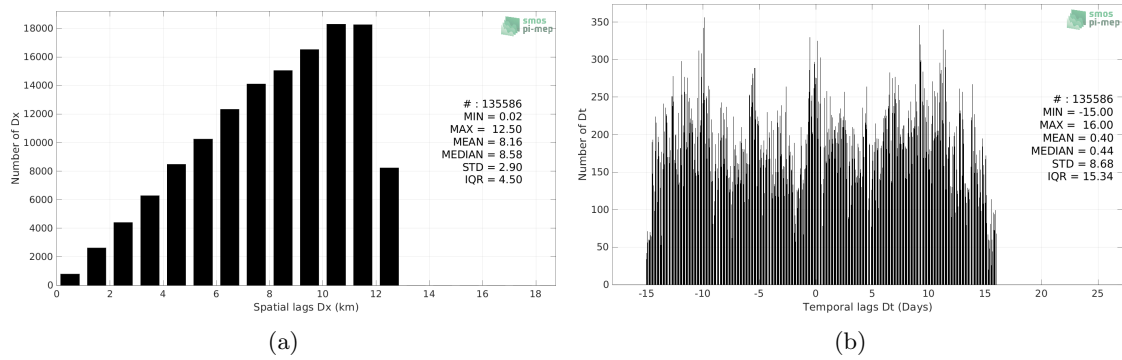 18000
16000
14000
12000
10000
8000
6000
4000
2000
0
Number of Dx
0 2 4 6 8 10 12 14 16 18
Spatial lags Dx (km)
smos
pi-mep
# : 135586
MIN = 0.02
MAX = 12.50
MEAN = 8.16
MEDIAN = 8.58
STD = 2.90
IQR = 4.50
(a)
350
300
250
200
150
100
50
0
Number of Dt
-15 -10 -5 0 5 10 15 20 25
Temporal lags Dt (Days)
smos
pi-mep
# : 135586
MIN = -15.00
MAX = 16.00
MEAN = 0.40
MEDIAN = 0.44
STD = 8.68
IQR = 15.34
(b)